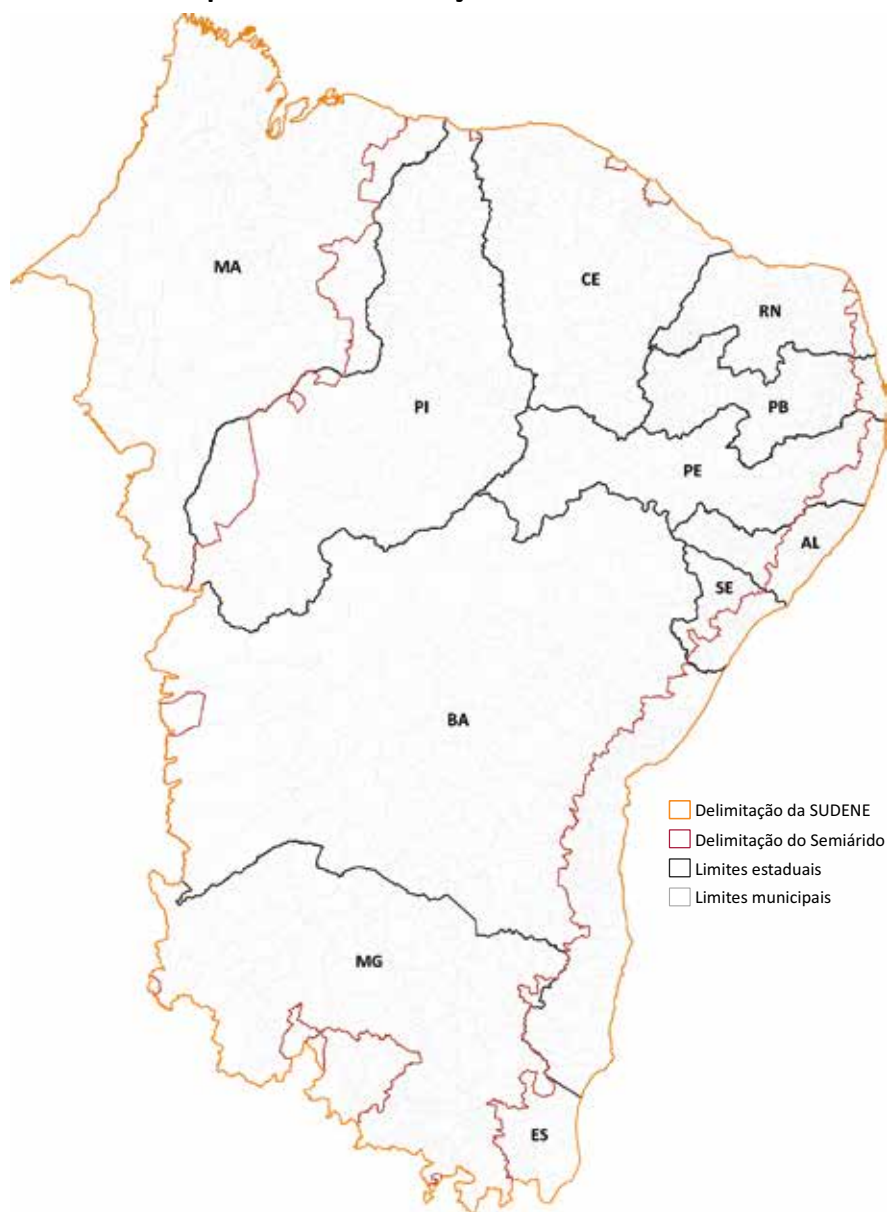 MA
CE
RN
PI
PB
PE
AL
SE
BA
Delimitação da SUDENE
Delimitação do Semiárido
Limites estaduais
Limites municipais
MG
ES